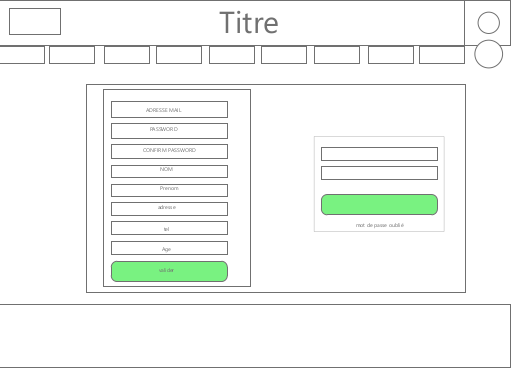 Titre
ADRESSE MAIL
PASSWORD
CONFIRM PASSWORD
NOM
Prenom
adresse
tel
Age
valider
mot de passe oublié